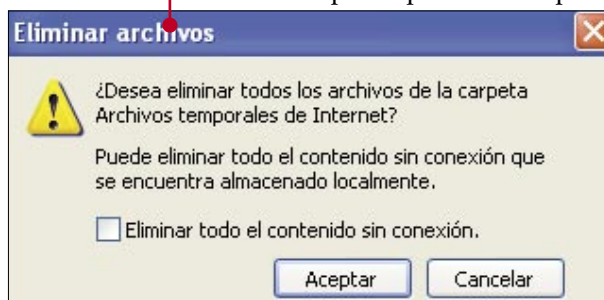 Eliminar archivos
¿Desea eliminar todos los archivos de la carpeta
Archivos temporales de Internet?
Puede eliminar todo el contenido sin conexión que
se encuentra almacenado localmente.
Eliminar todo el contenido sin conexión.
Aceptar Cancelar